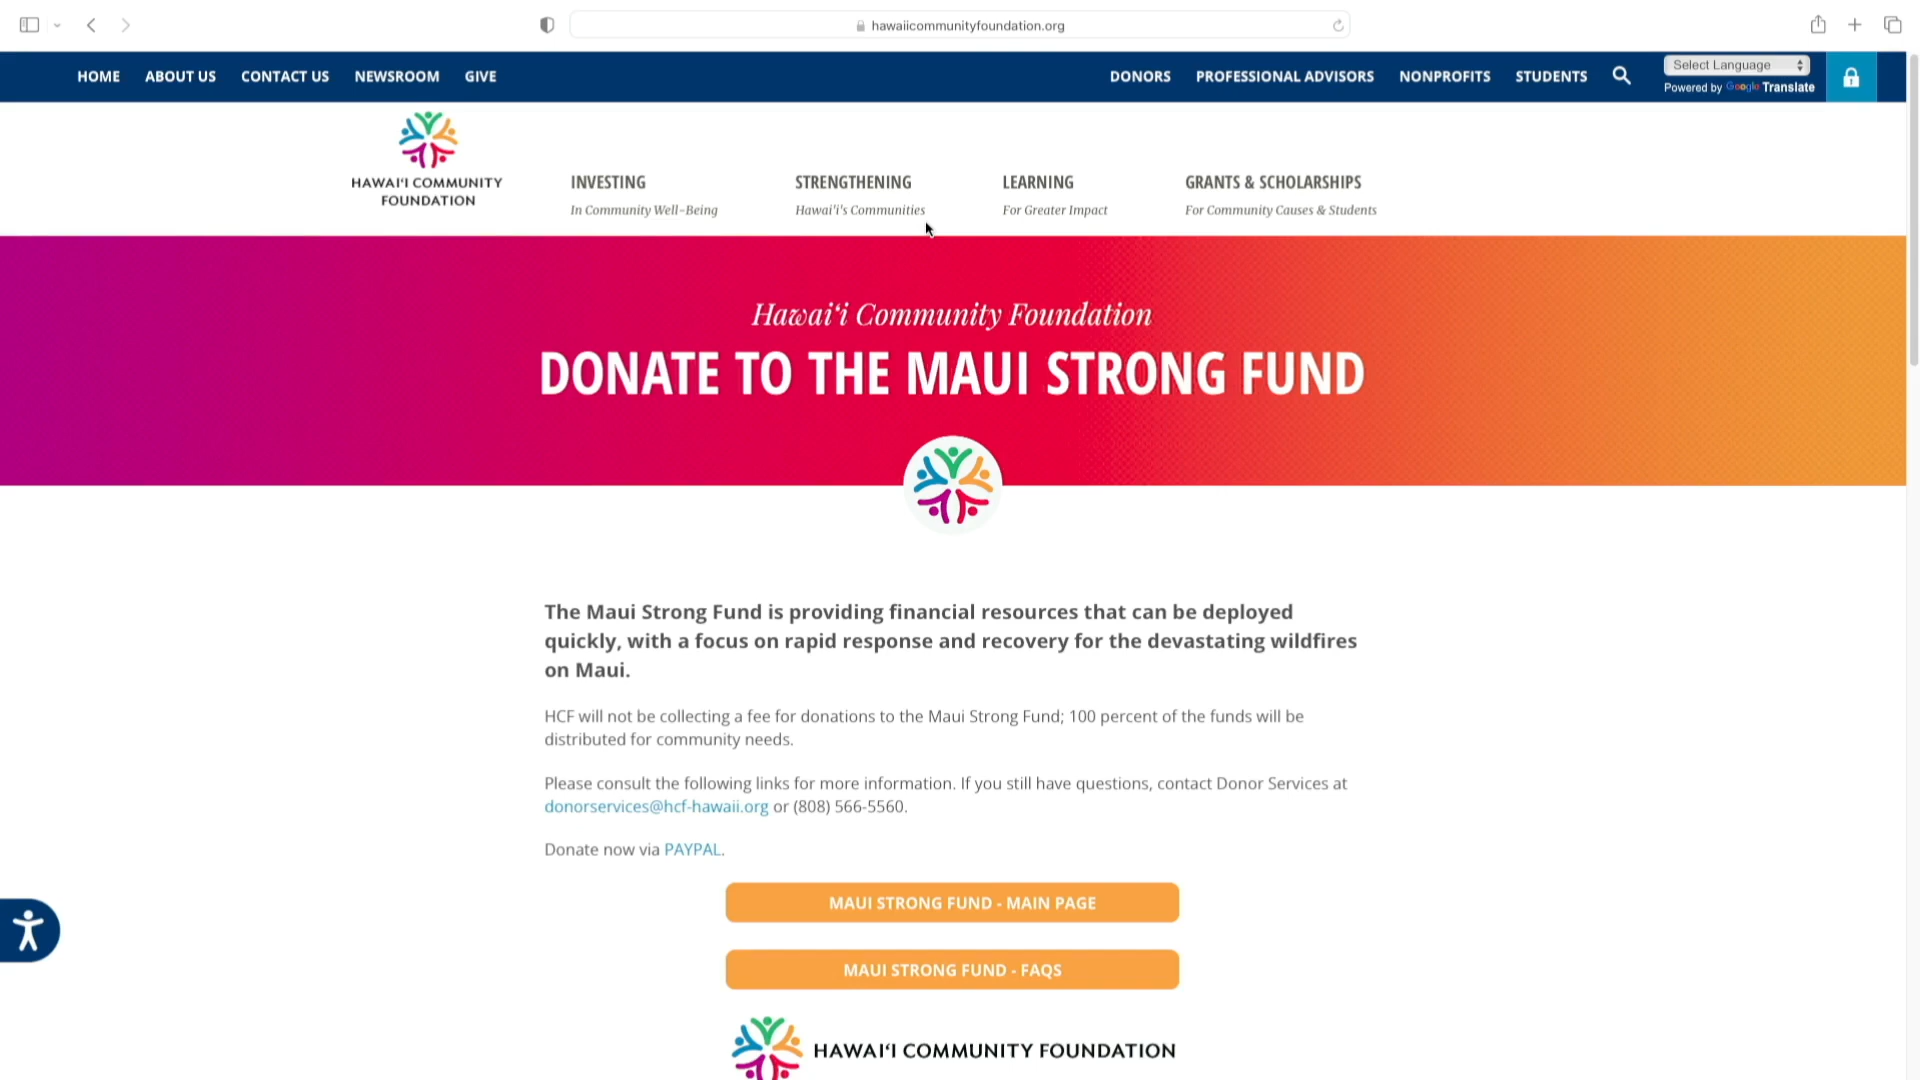 hawaiicommunityfoundation.org
HOME ABOUT US CONTACT US NEWSROOM GIVE DONORS PROFESSIONAL ADVISORS NONPROFITS STUDENTS Select Language
Powered by Google Translate
HAWAIʻI COMMUNITY
FOUNDATION
INVESTING STRENGTHENING LEARNING GRANTS & SCHOLARSHIPS
In Community Well-Being Hawai'i's Communities For Greater Impact For Community Causes & Students
Hawaiʻi Community Foundation
DONATE TO THE MAUI STRONG FUND
The Maui Strong Fund is providing financial resources that can be deployed
quickly, with a focus on rapid response and recovery for the devastating wildfires
on Maui.
HCF will not be collecting a fee for donations to the Maui Strong Fund; 100 percent of the funds will be
distributed for community needs.
Please consult the following links for more information. If you still have questions, contact Donor Services at
donorservices@hcf-hawaii.org or (808) 566-5560.
Donate now via PAYPAL.
MAUI STRONG FUND - MAIN PAGE
MAUI STRONG FUND - FAQS
HAWAIʻI COMMUNITY FOUNDATION